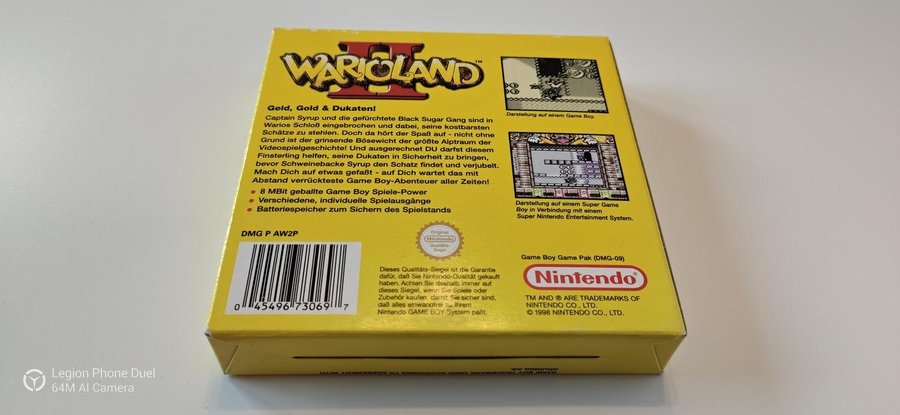 WARIOLAND™
II
Geld, Gold & Dukaten!
Captain Syrup und die gefürchtete Black Sugar Gang sind in
Warios Schloß eingebrochen und dabei, seine kostbarsten
Schätze zu stehlen. Doch da hört der Spaß auf - nicht ohne
Grund ist der grinsende Bösewicht der größte Alptraum der
Videospielgeschichte! Und ausgerechnet DU darfst diesem
Finsterling helfen, seine Dukaten in Sicherheit zu bringen,
bevor Schweinebacke Syrup den Schatz findet und verjubelt.
Mach Dich auf etwas gefaßt - auf Dich wartet das mit
Abstand verrückteste Game Boy-Abenteuer aller Zeiten!
• 8 MBit geballte Game Boy Spiele-Power
• Verschiedene, individuelle Spielausgänge
• Batteriespeicher zum Sichern des Spielstands
Darstellung auf einem Game Boy.
Darstellung auf einem Super Game
Boy in Verbindung mit einem
Super Nintendo Entertainment System.
DMG P AW2P
0 45496 73069 7
Original
Nintendo
Qualitäts-
Siegel
Dieses Qualitäts-Siegel ist die Garantie
dafür, daß Sie Nintendo-Qualität gekauft
haben. Achten Sie deshalb immer auf
dieses Siegel, wenn Sie Spiele oder
Zubehör kaufen, damit Sie sicher sind,
daß alles einwandfrei zu Ihrem
Nintendo GAME BOY-System paßt.
Game Boy Game Pak (DMG-09)
Nintendo®
TM AND ® ARE TRADEMARKS OF
NINTENDO CO., LTD.
© 1998 NINTENDO CO., LTD.
Legion Phone Duel
64M AI Camera